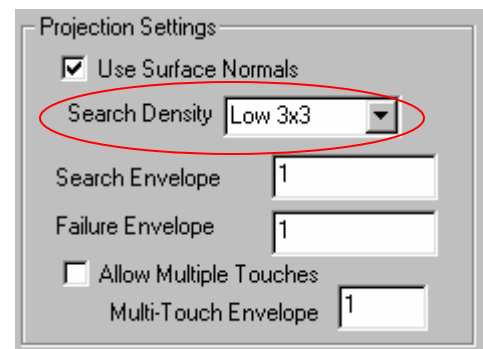 Projection Settings
Use Surface Normals
Search Density Low 3x3
Search Envelope 1
Failure Envelope 1
Allow Multiple Touches
Multi-Touch Envelope 1